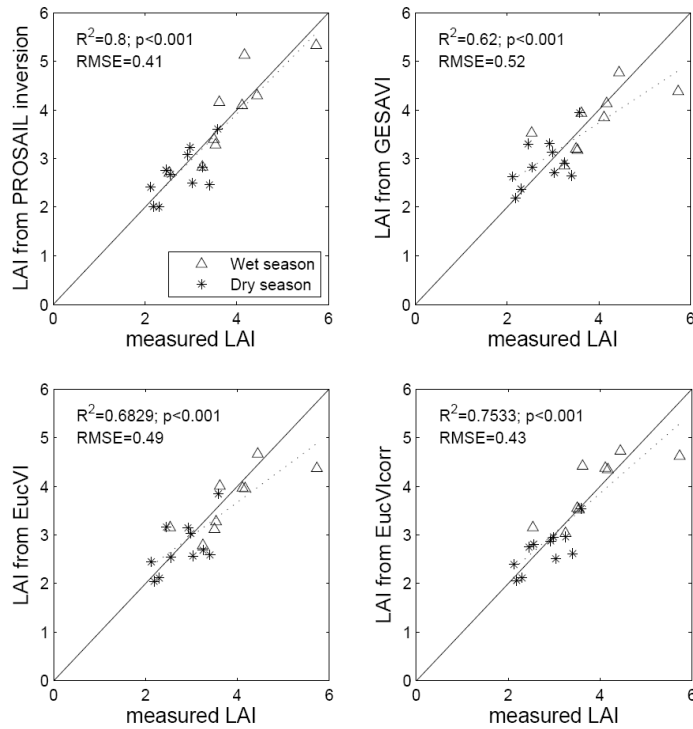 R²=0.8; p<0.001
RMSE=0.41
LAI from PROSAIL inversion
6
5
4
3
2
1
0
Wet season
Dry season
0 2 4 6
measured LAI
R²=0.62; p<0.001
RMSE=0.52
LAI from GESAVI
6
5
4
3
2
1
0
0 2 4 6
measured LAI
R²=0.6829; p<0.001
RMSE=0.49
LAI from EucVI
6
5
4
3
2
1
0
0 2 4 6
measured LAI
R²=0.7533; p<0.001
RMSE=0.43
LAI from EucVIcorr
6
5
4
3
2
1
0
0 2 4 6
measured LAI